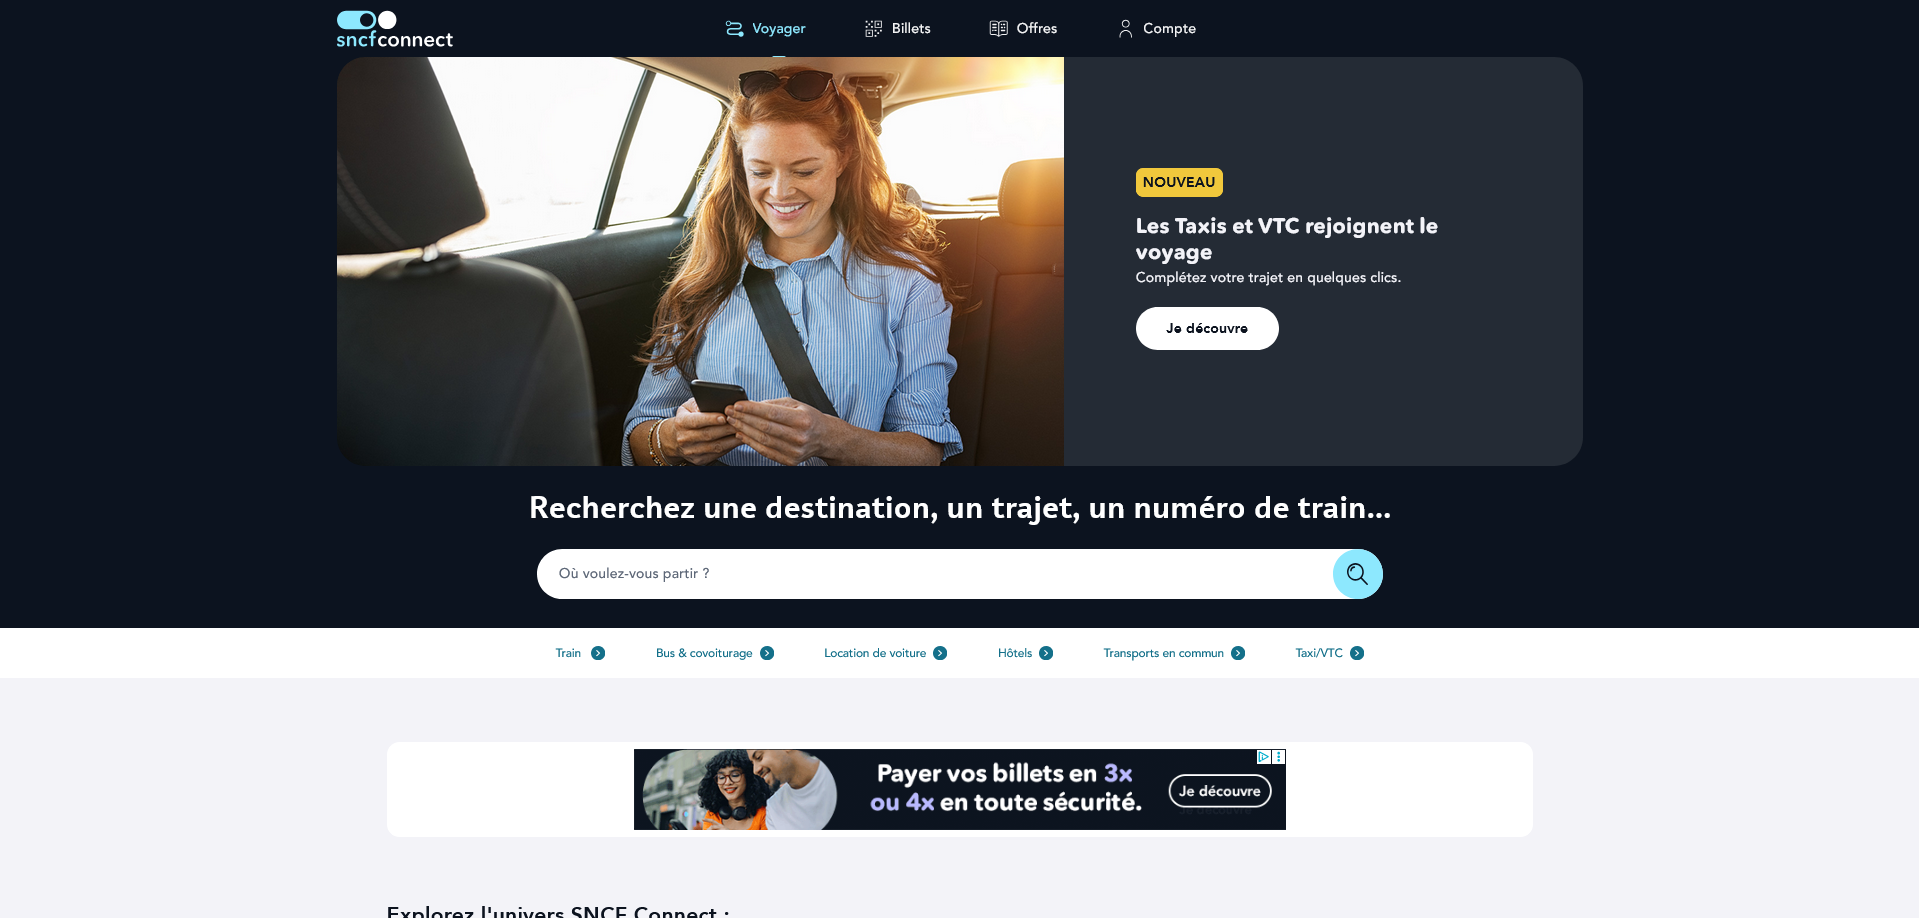 sncfconnect
Voyager
Billets
Offres
Compte
NOUVEAU
Les Taxis et VTC rejoignent le
voyage
Complétez votre trajet en quelques clics.
Je découvre
Recherchez une destination, un trajet, un numéro de train...
Où voulez-vous partir ?
Train
Bus & covoiturage
Location de voiture
Hôtels
Transports en commun
Taxi/VTC
Payer vos billets en 3x
ou 4x en toute sécurité.
Je découvre
Explorez l'univers SNCF Connect :